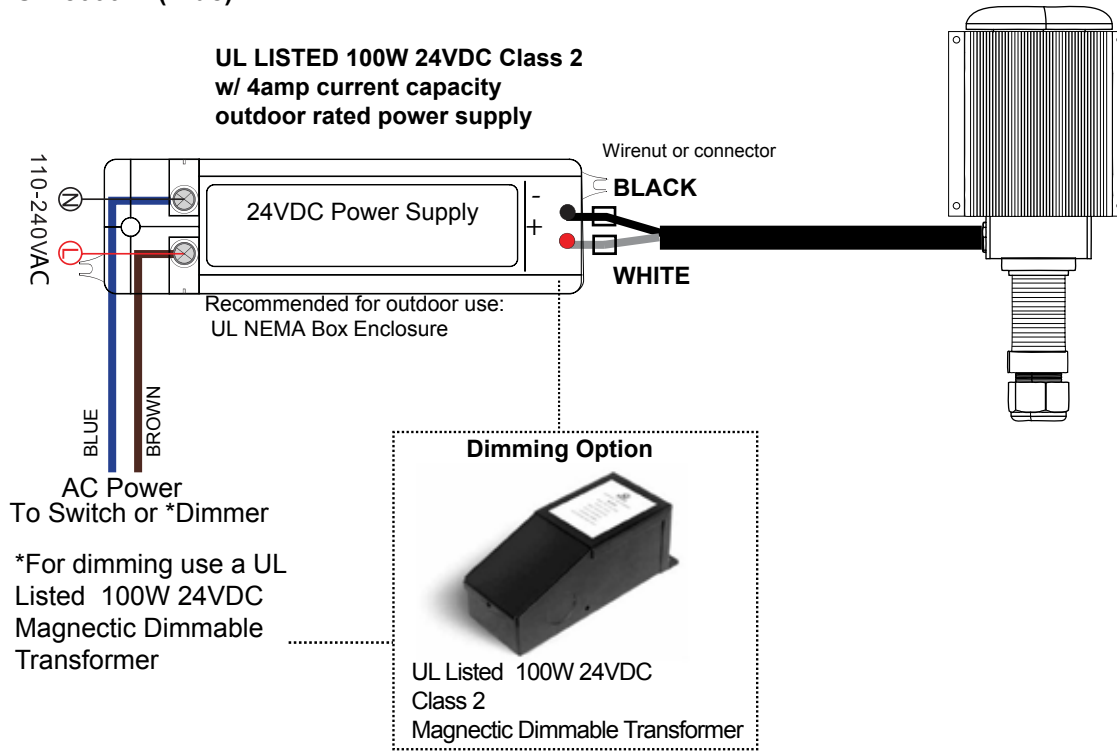 UL LISTED 100W 24VDC Class 2
w/ 4amp current capacity
outdoor rated power supply
Wirenut or connector
BLACK
110-240VAC
N
L
24VDC Power Supply
-
+
WHITE
Recommended for outdoor use:
UL NEMA Box Enclosure
BLUE
BROWN
AC Power
To Switch or *Dimmer
*For dimming use a UL
Listed 100W 24VDC
Magnectic Dimmable
Transformer
Dimming Option
UL Listed 100W 24VDC
Class 2
Magnectic Dimmable Transformer